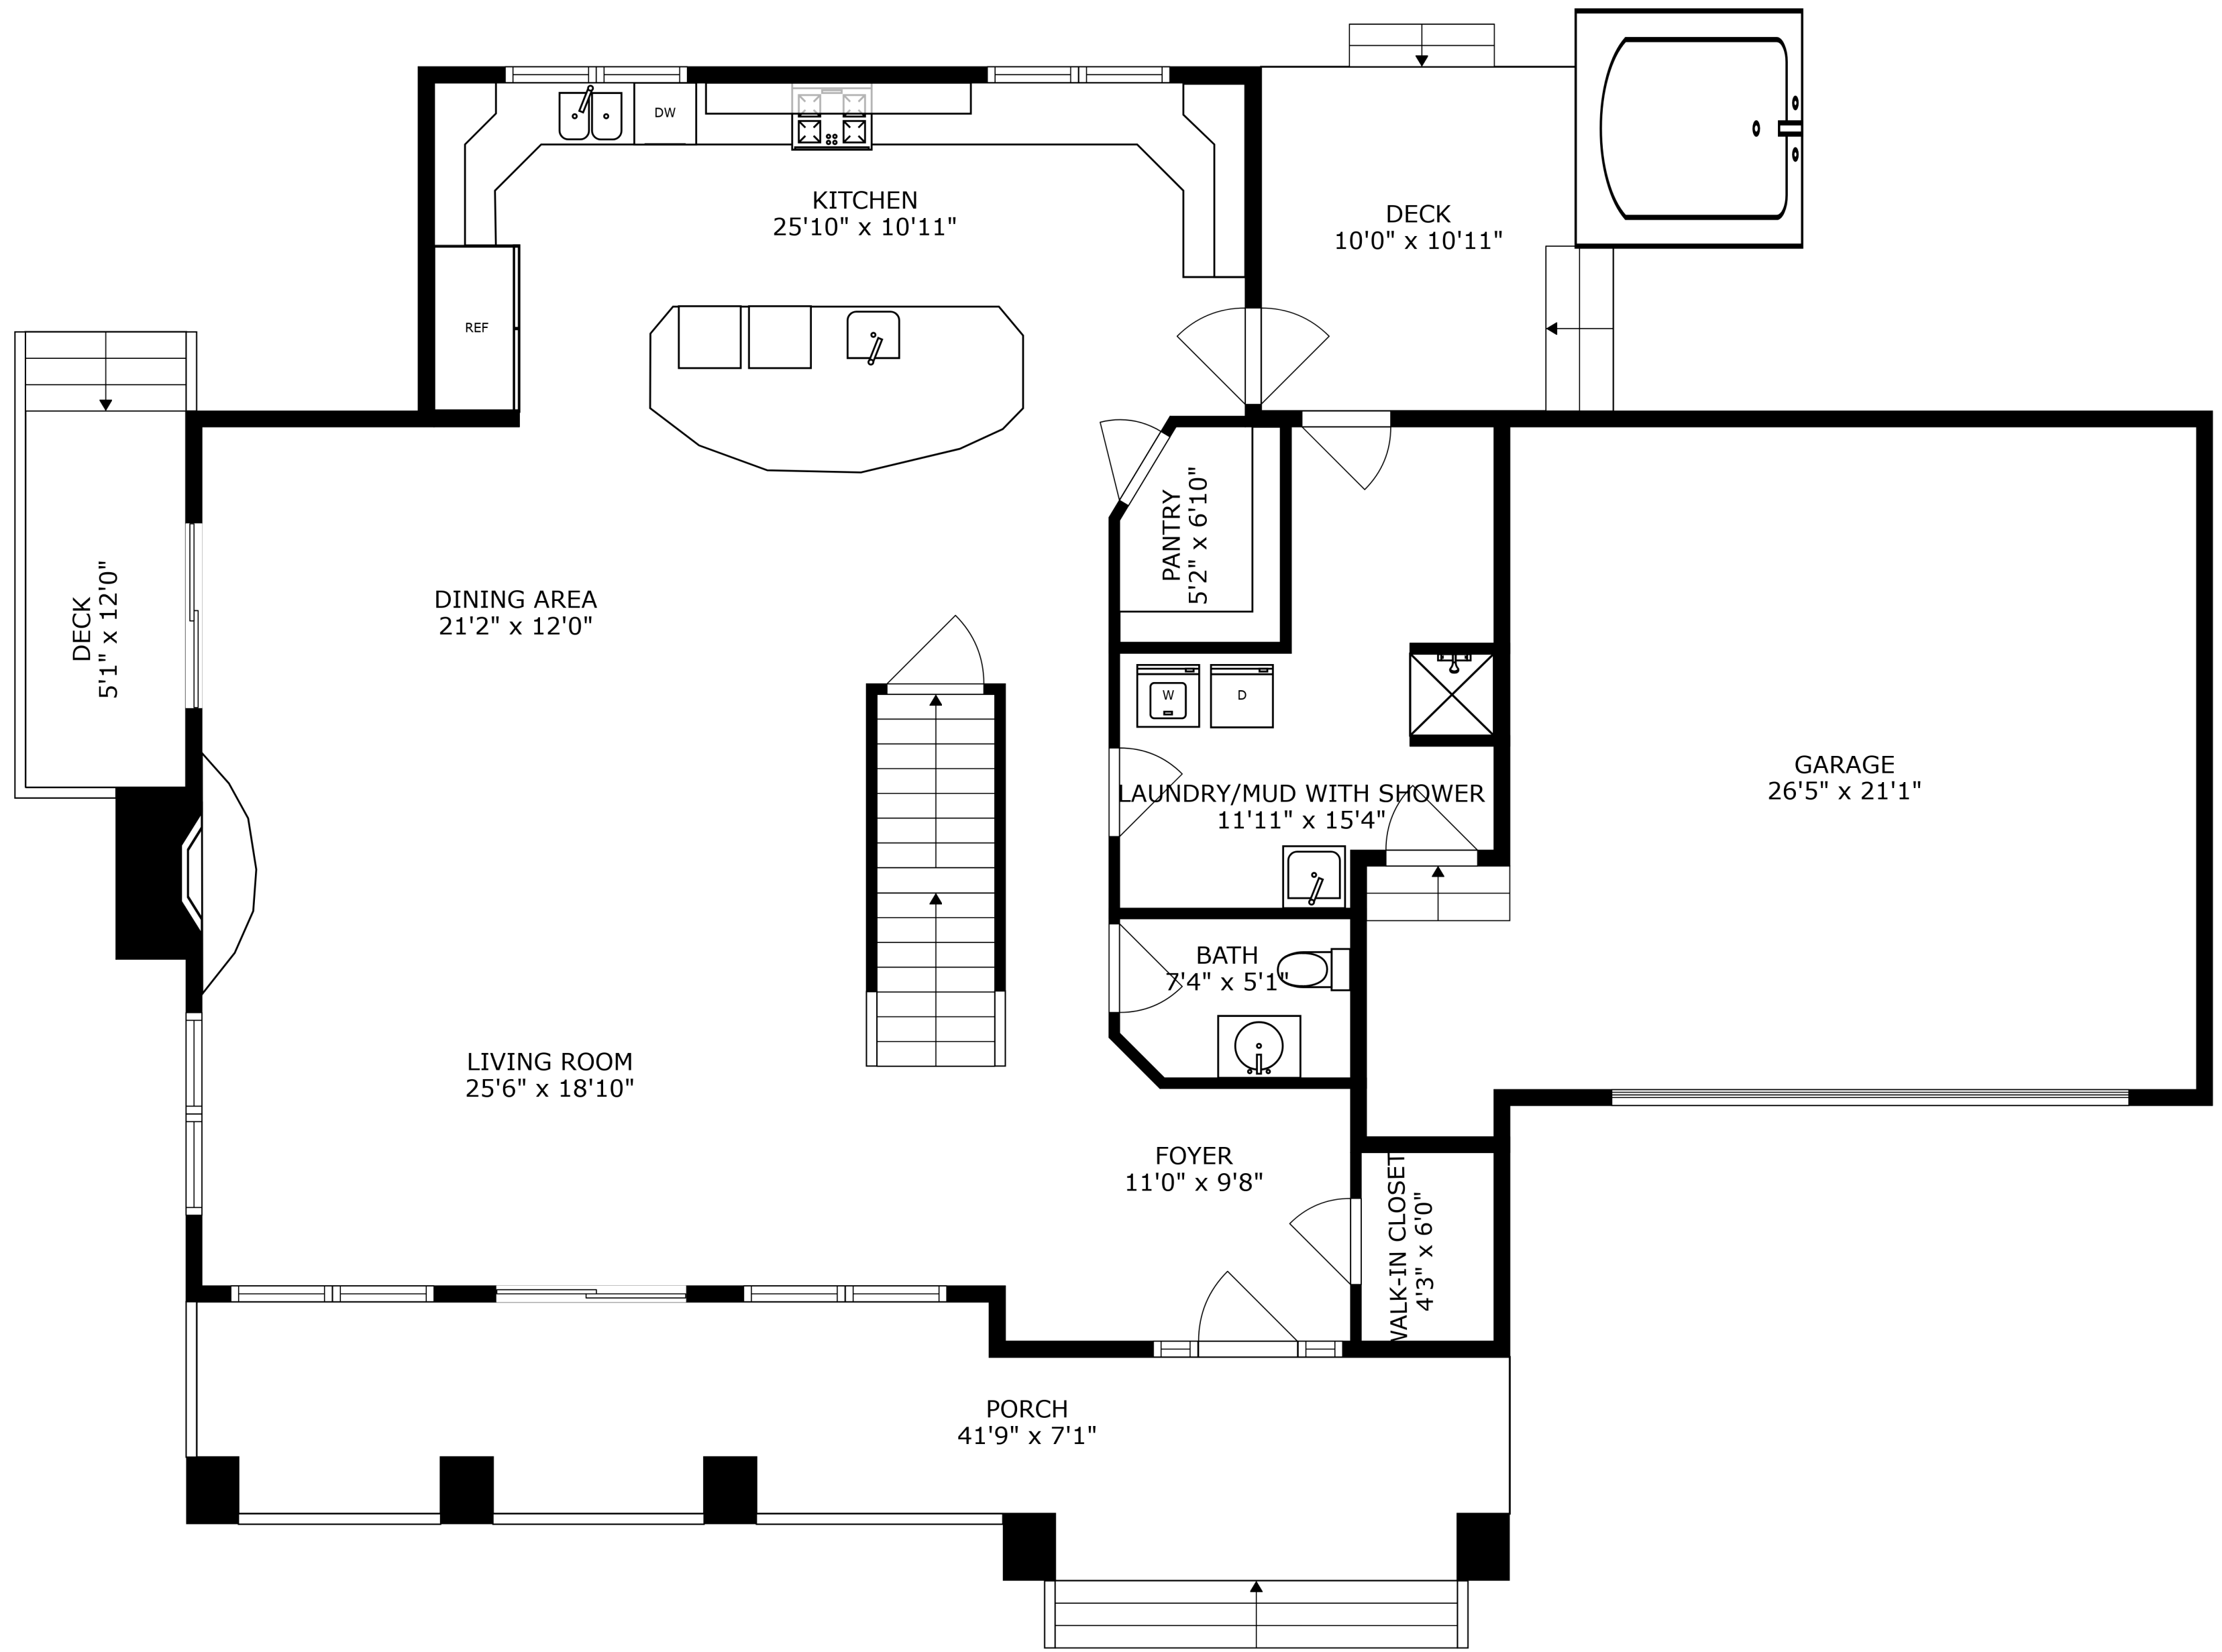 DW
KITCHEN
25'10" x 10'11"
DECK
10'0" x 10'11"
REF
PANTRY
5'2" x 6'10"
DINING AREA
21'2" x 12'0"
DECK
5'1" x 12'0"
W
D
GARAGE
26'5" x 21'1"
LAUNDRY/MUD WITH SHOWER
11'11" x 15'4"
BATH
7'4" x 5'1"
LIVING ROOM
25'6" x 18'10"
FOYER
11'0" x 9'8"
WALK-IN CLOSET
4'3" x 6'0"
PORCH
41'9" x 7'1"